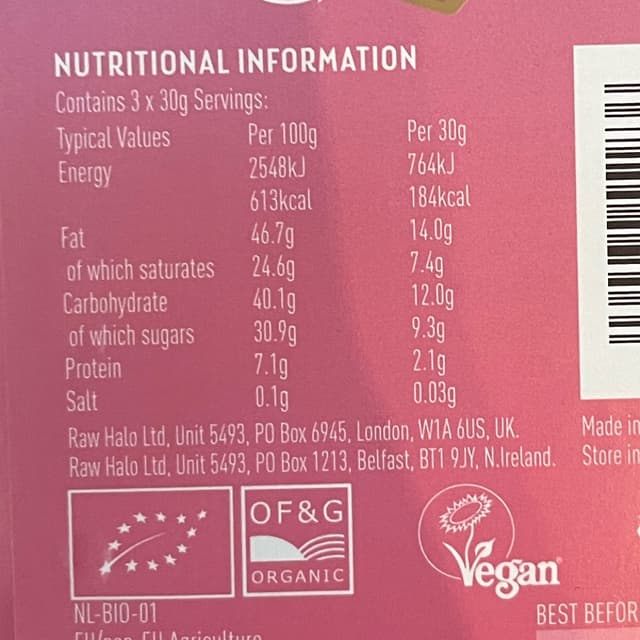 NUTRITIONAL INFORMATION
Contains 3 x 30g Servings:
Typical Values Per 100g Per 30g
Energy 2548kJ 764kJ
613kcal 184kcal
Fat 46.7g 14.0g
of which saturates 24.6g 7.4g
Carbohydrate 40.1g 12.0g
of which sugars 30.9g 9.3g
Protein 7.1g 2.1g
Salt 0.1g 0.03g
Raw Halo Ltd, Unit 5493, PO Box 6945, London, W1A 6US, UK.
Raw Halo Ltd, Unit 5493, PO Box 1213, Belfast, BT1 9JY, N.Ireland.
Made in
Store in
OF&G
ORGANIC
Vegan
NL-BIO-01
EU/non-EU Agriculture
BEST BEFOR